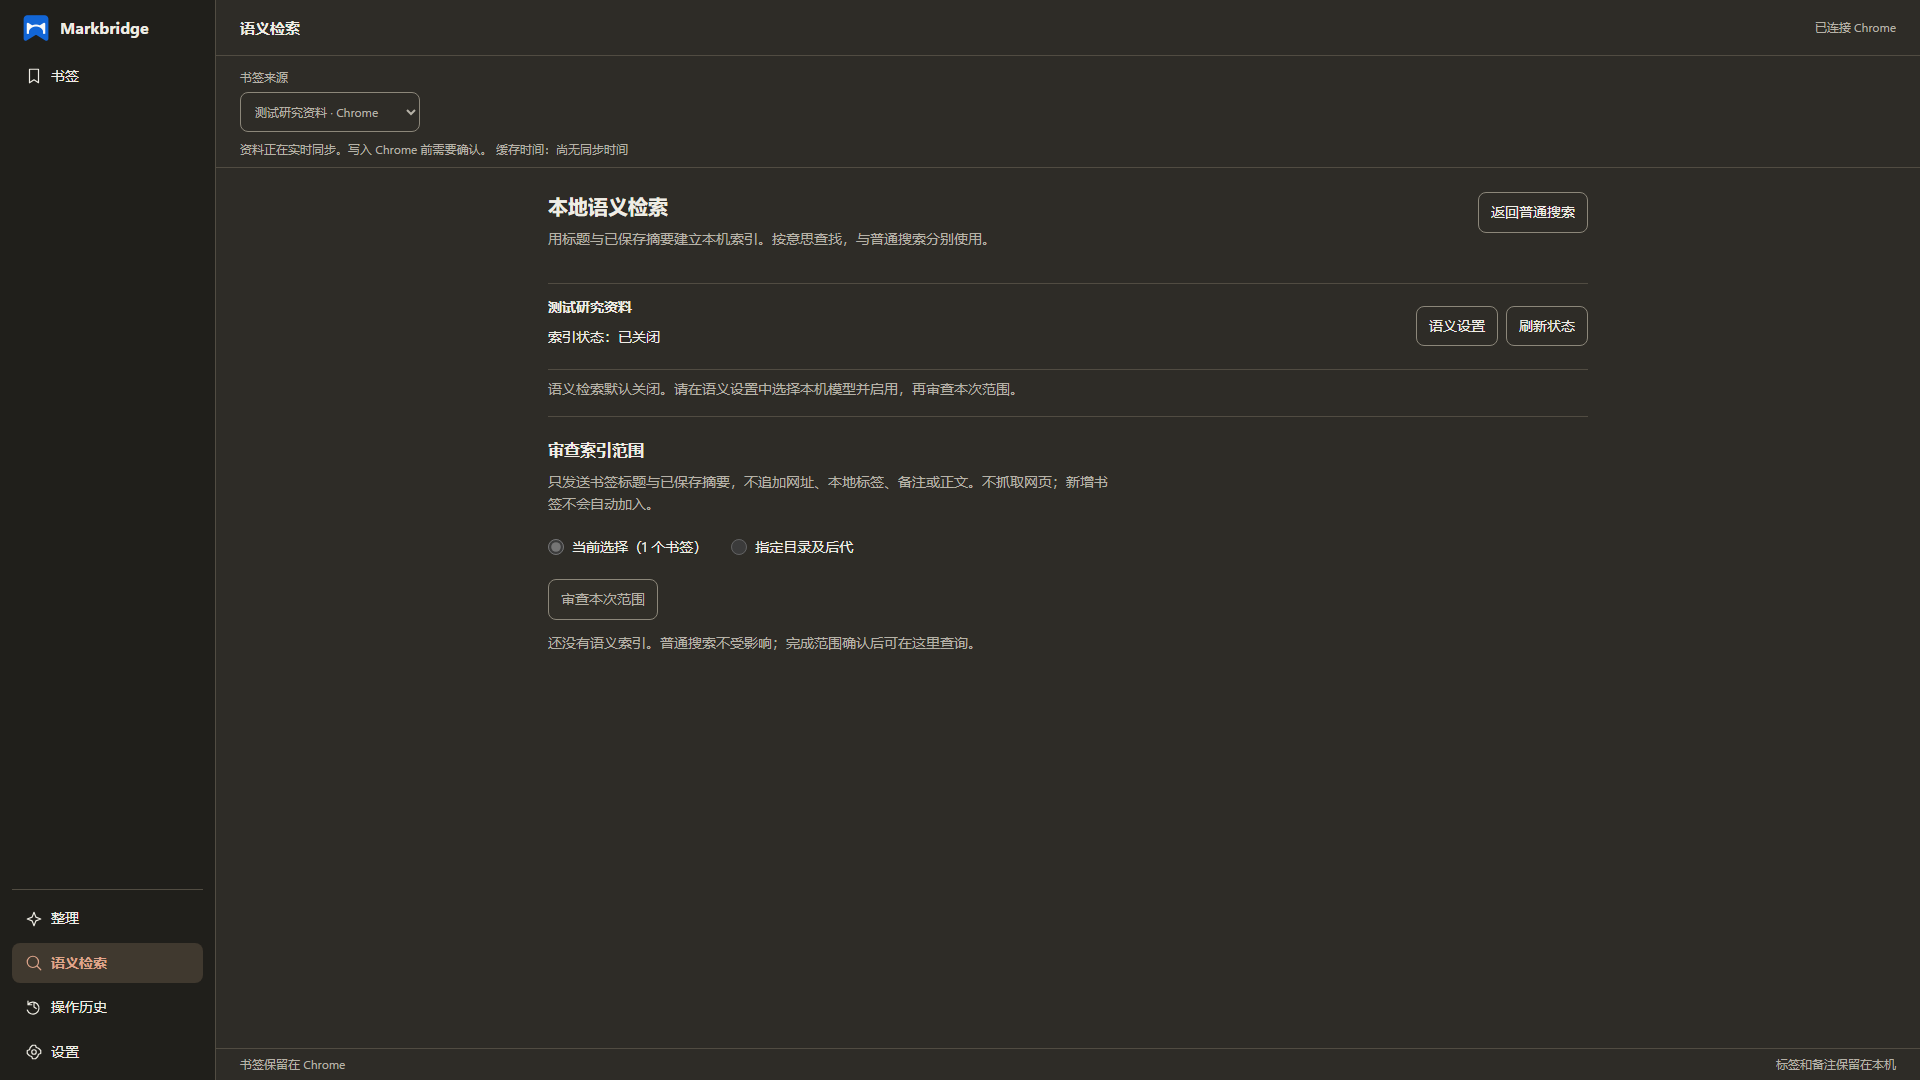 Markbridge
书签
整理
语义检索
操作历史
设置
语义检索
已连接 Chrome
书签来源
测试研究资料 · Chrome
资料正在实时同步。写入 Chrome 前需要确认。 缓存时间：尚无同步时间
本地语义检索
返回普通搜索
用标题与已保存摘要建立本机索引。按意思查找，与普通搜索分别使用。
测试研究资料
索引状态：已关闭
语义设置
刷新状态
语义检索默认关闭。请在语义设置中选择本机模型并启用，再审查本次范围。
审查索引范围
只发送书签标题与已保存摘要，不追加网址、本地标签、备注或正文。不抓取网页；新增书
签不会自动加入。
当前选择（1 个书签）
指定目录及后代
审查本次范围
还没有语义索引。普通搜索不受影响；完成范围确认后可在这里查询。
书签保留在 Chrome
标签和备注保留在本机